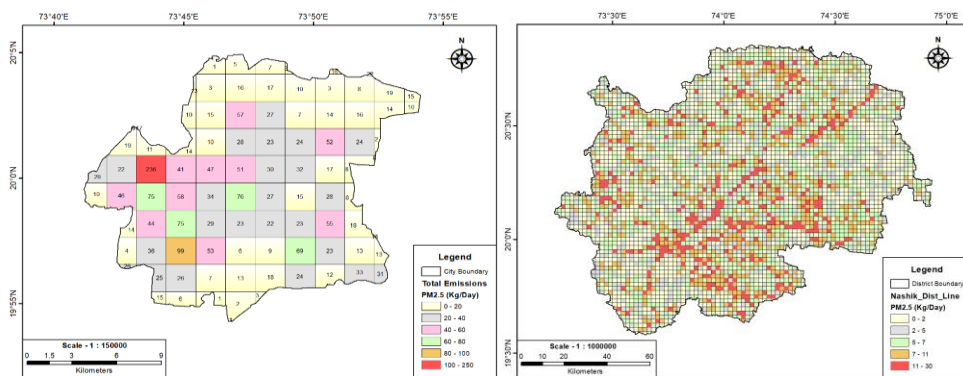 73°40'E 73°45'E 73°50'E 73°55'E
20°5'N
20°0'N
19°55'N
N
1 5 7
3 16 17 10 3 8 19 15
10 15 57 27 7 14 16 14 10
19 11 14 10 28 23 24 52 24
26 22 236 41 47 51 30 32 17 8
10 46 75 58 34 76 27 15 28
14 44 75 29 23 22 23 55 18
4 36 99 53 6 9 69 23 13 13
25 26 7 13 18 24 12 33 31
15 6 1 2 3
Legend
City Boundary
Total Emissions
PM2.5 (Kg/Day)
0 - 20
20 - 40
40 - 60
60 - 80
80 - 100
100 - 250
Scale - 1 : 150000
0 1.5 3 6 9
Kilometers
73°30'E 74°0'E 74°30'E 75°0'E
20°30'N
20°0'N
19°30'N
N
Legend
District Boundary
Nashik_Dist_Line
PM2.5 (Kg/Day)
0 - 2
2 - 5
5 - 7
7 - 11
11 - 30
Scale - 1 : 1000000
0 10 20 40 60
Kilometers